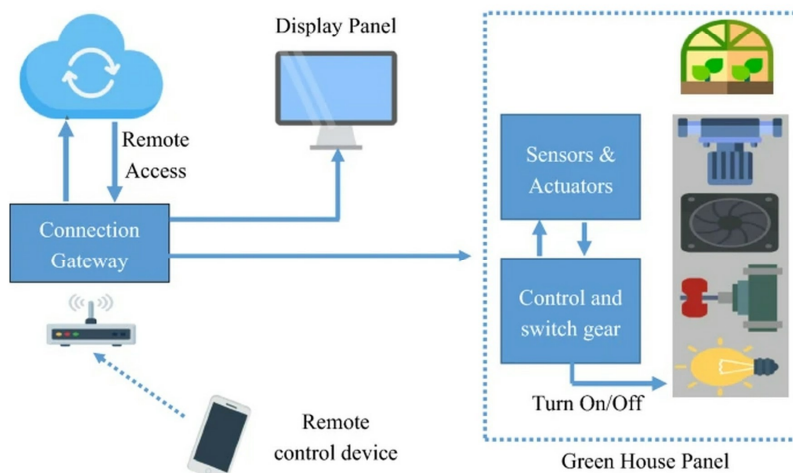 Display Panel
Remote
Access
Connection
Gateway
Sensors &
Actuators
Control and
switch gear
Turn On/Off
Remote
control device
Green House Panel